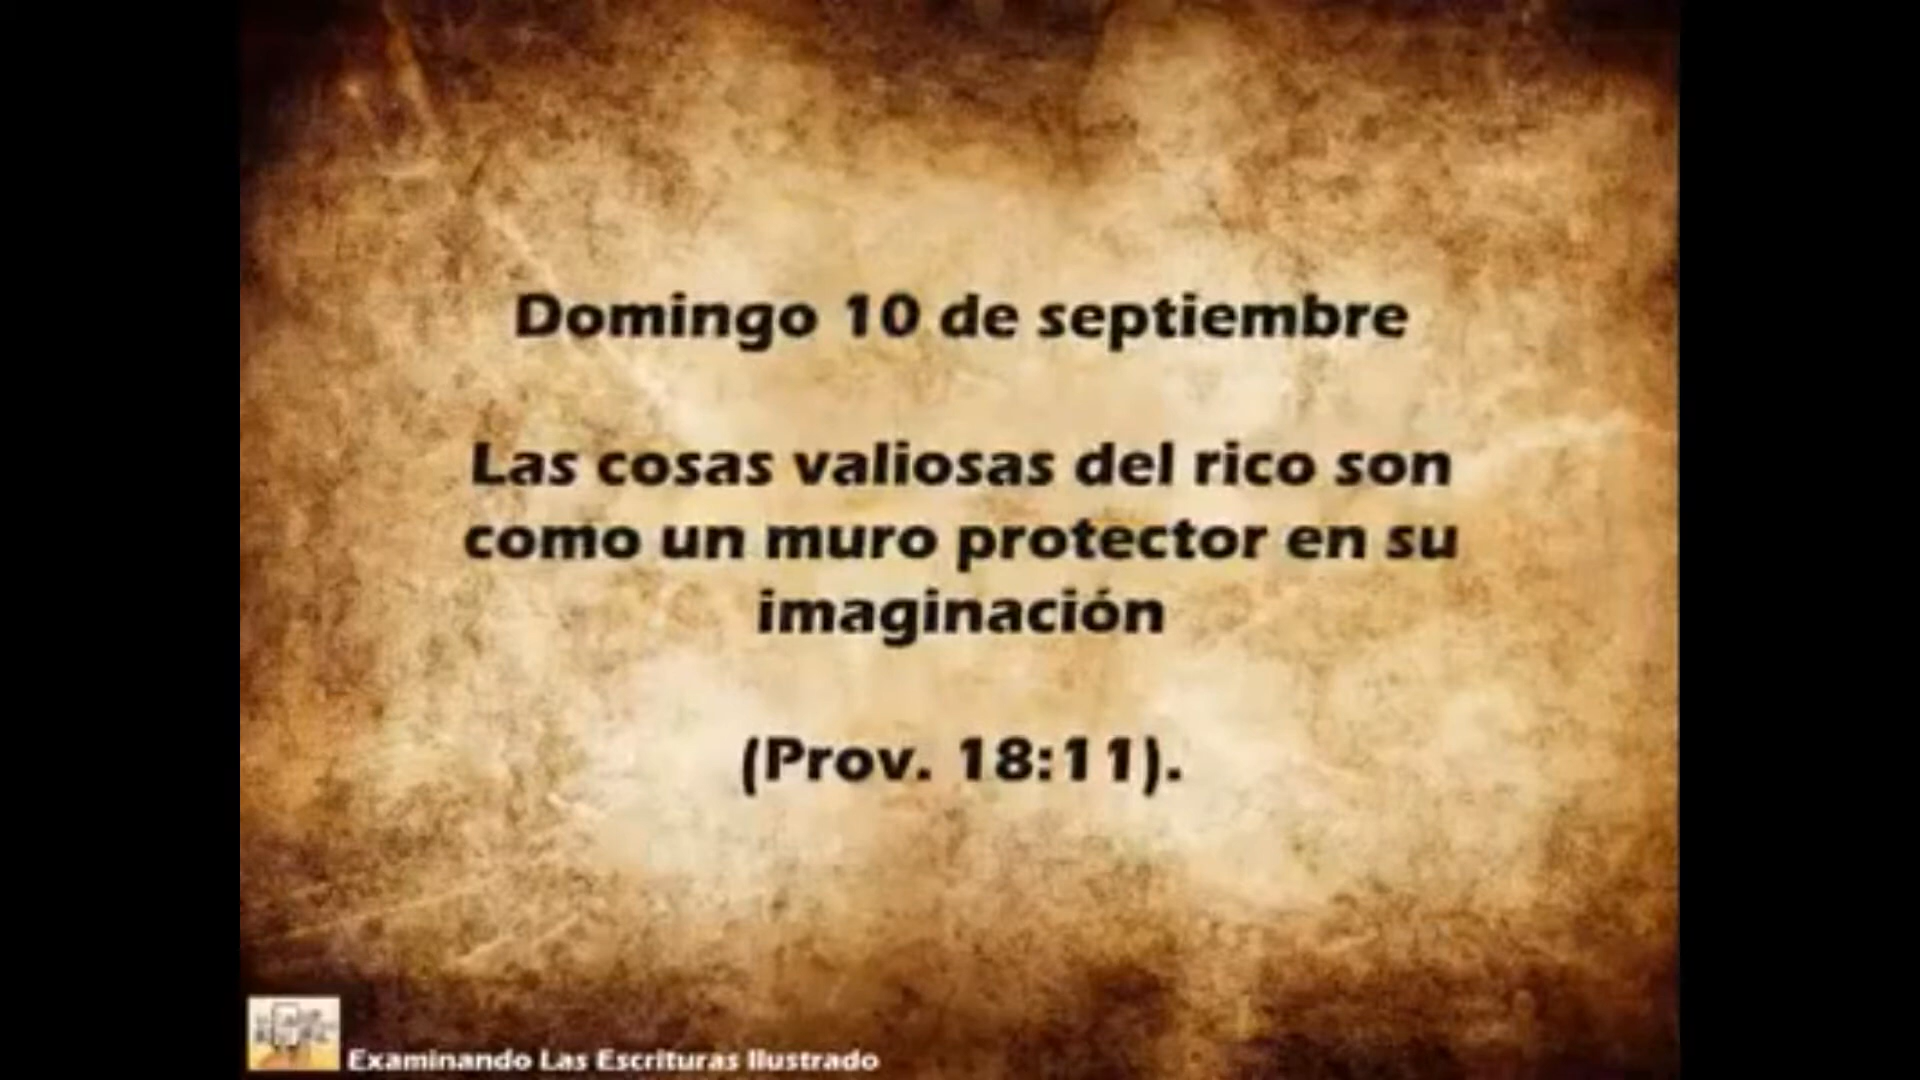 Domingo 10 de septiembre
Las cosas valiosas del rico son
como un muro protector en su
imaginación
(Prov. 18:11).
Examinando Las Escrituras Ilustrado